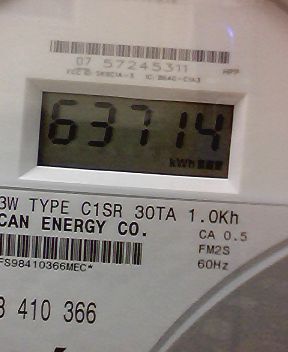 07 57245311
63714
kWh
3W TYPE C1SR 30TA 1.0Kh
CAN ENERGY CO.
CA 0.5
FM2S
60Hz
FS98410366MEC*
410 366